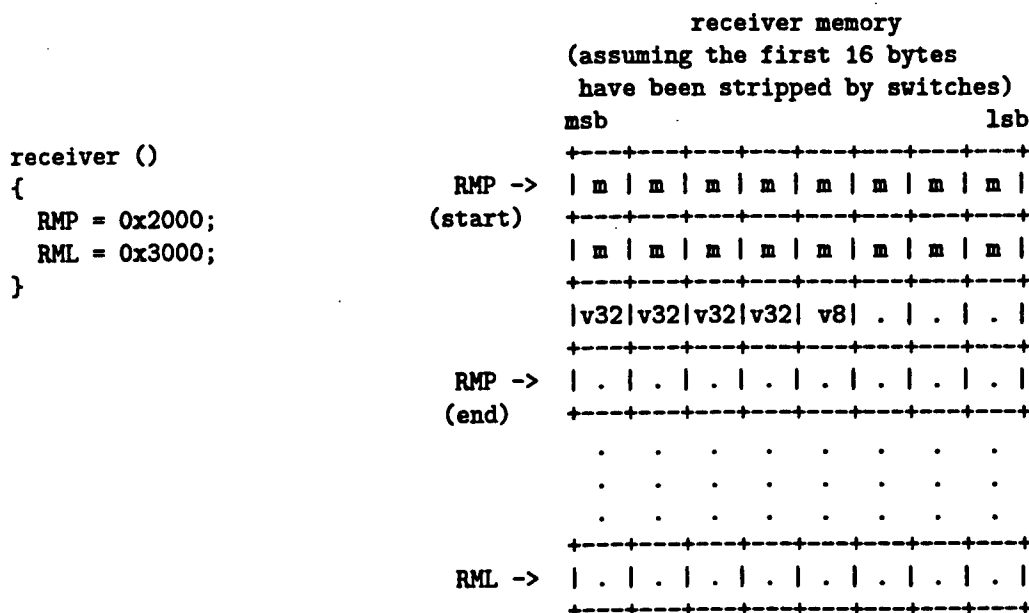 receiver memory
(assuming the first 16 bytes
have been stripped by switches)
msb lsb
receiver ()
{
RMP = 0x2000;
RML = 0x3000;
}
+---+---+---+---+---+---+---+---+
RMP -> | m | m | m | m | m | m | m | m |
(start) +---+---+---+---+---+---+---+---+
| m | m | m | m | m | m | m | m |
+---+---+---+---+---+---+---+---+
|v32|v32|v32|v32| v8| . | . | . |
+---+---+---+---+---+---+---+---+
RMP -> | . | . | . | . | . | . | . | . |
(end) +---+---+---+---+---+---+---+---+
. . . . . . . .
. . . . . . . .
. . . . . . . .
+---+---+---+---+---+---+---+---+
RML -> | . | . | . | . | . | . | . | . |
+---+---+---+---+---+---+---+---+